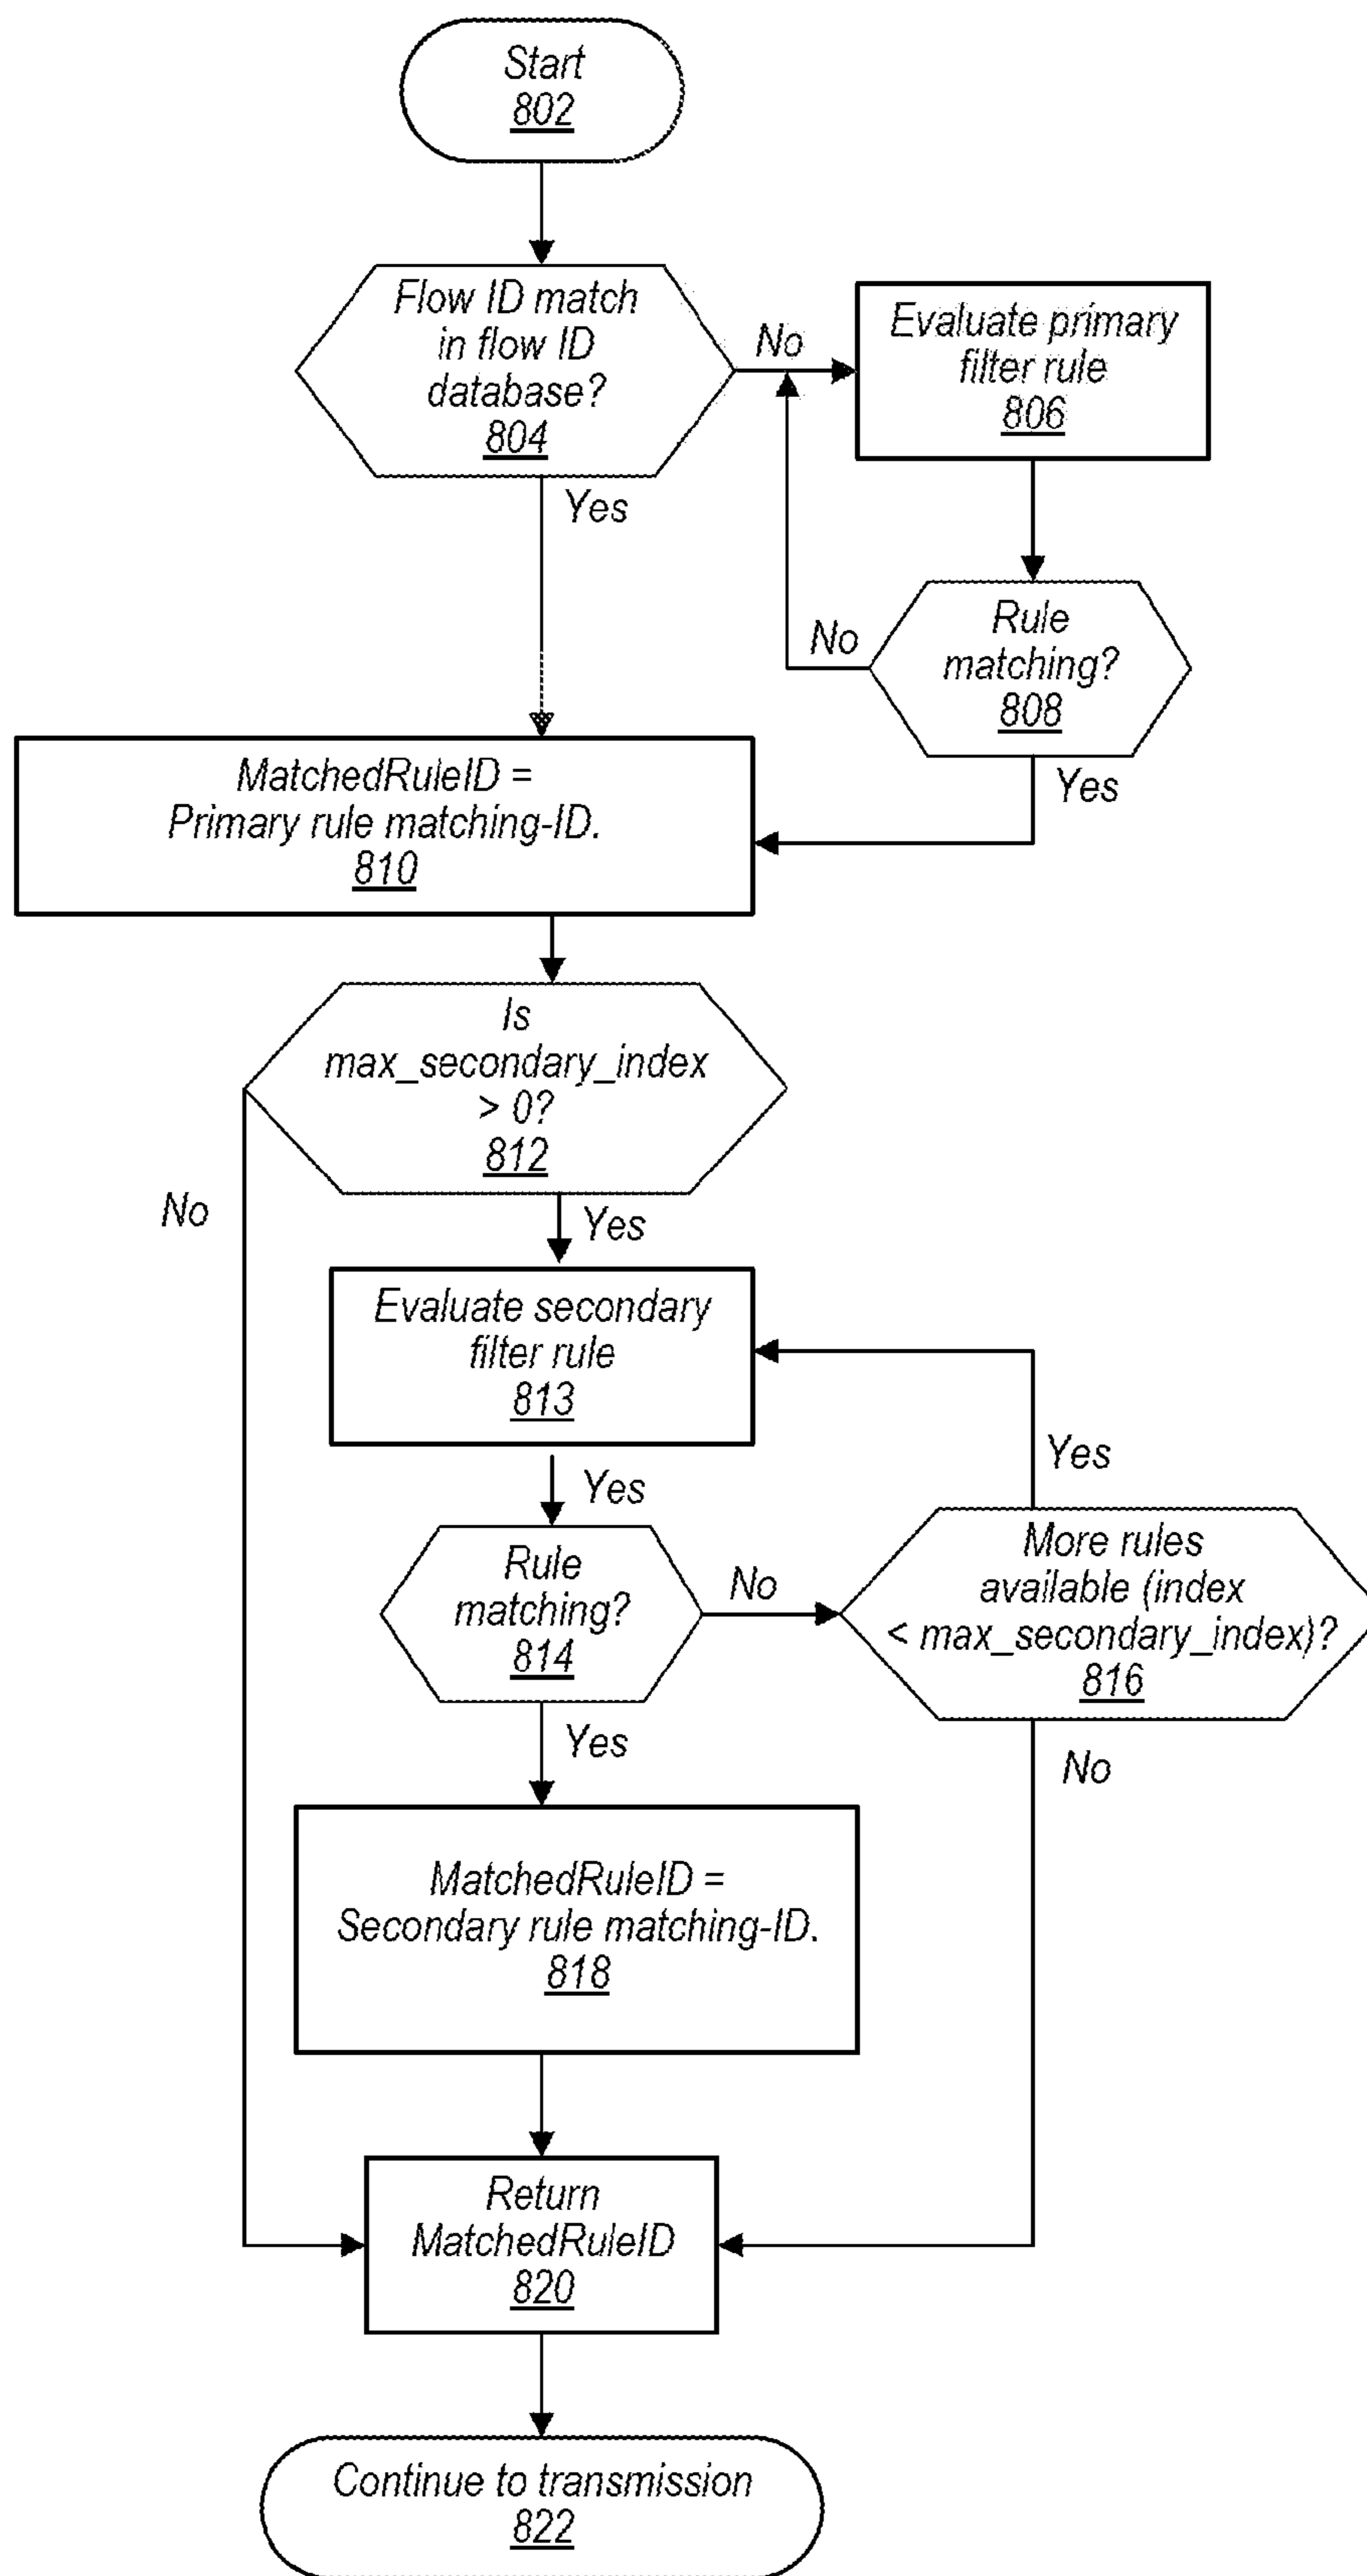 Start
802
Flow ID match
in flow ID
database?
804
No
Evaluate primary
filter rule
806
Yes
Rule
matching?
808
No
Yes
MatchedRuleID =
Primary rule matching-ID.
810
Is
max_secondary_index
> 0?
812
No
Yes
Evaluate secondary
filter rule
813
Yes
Yes
Rule
matching?
814
No
More rules
available (index
< max_secondary_index)?
816
Yes
No
MatchedRuleID =
Secondary rule matching-ID.
818
Return
MatchedRuleID
820
Continue to transmission
822